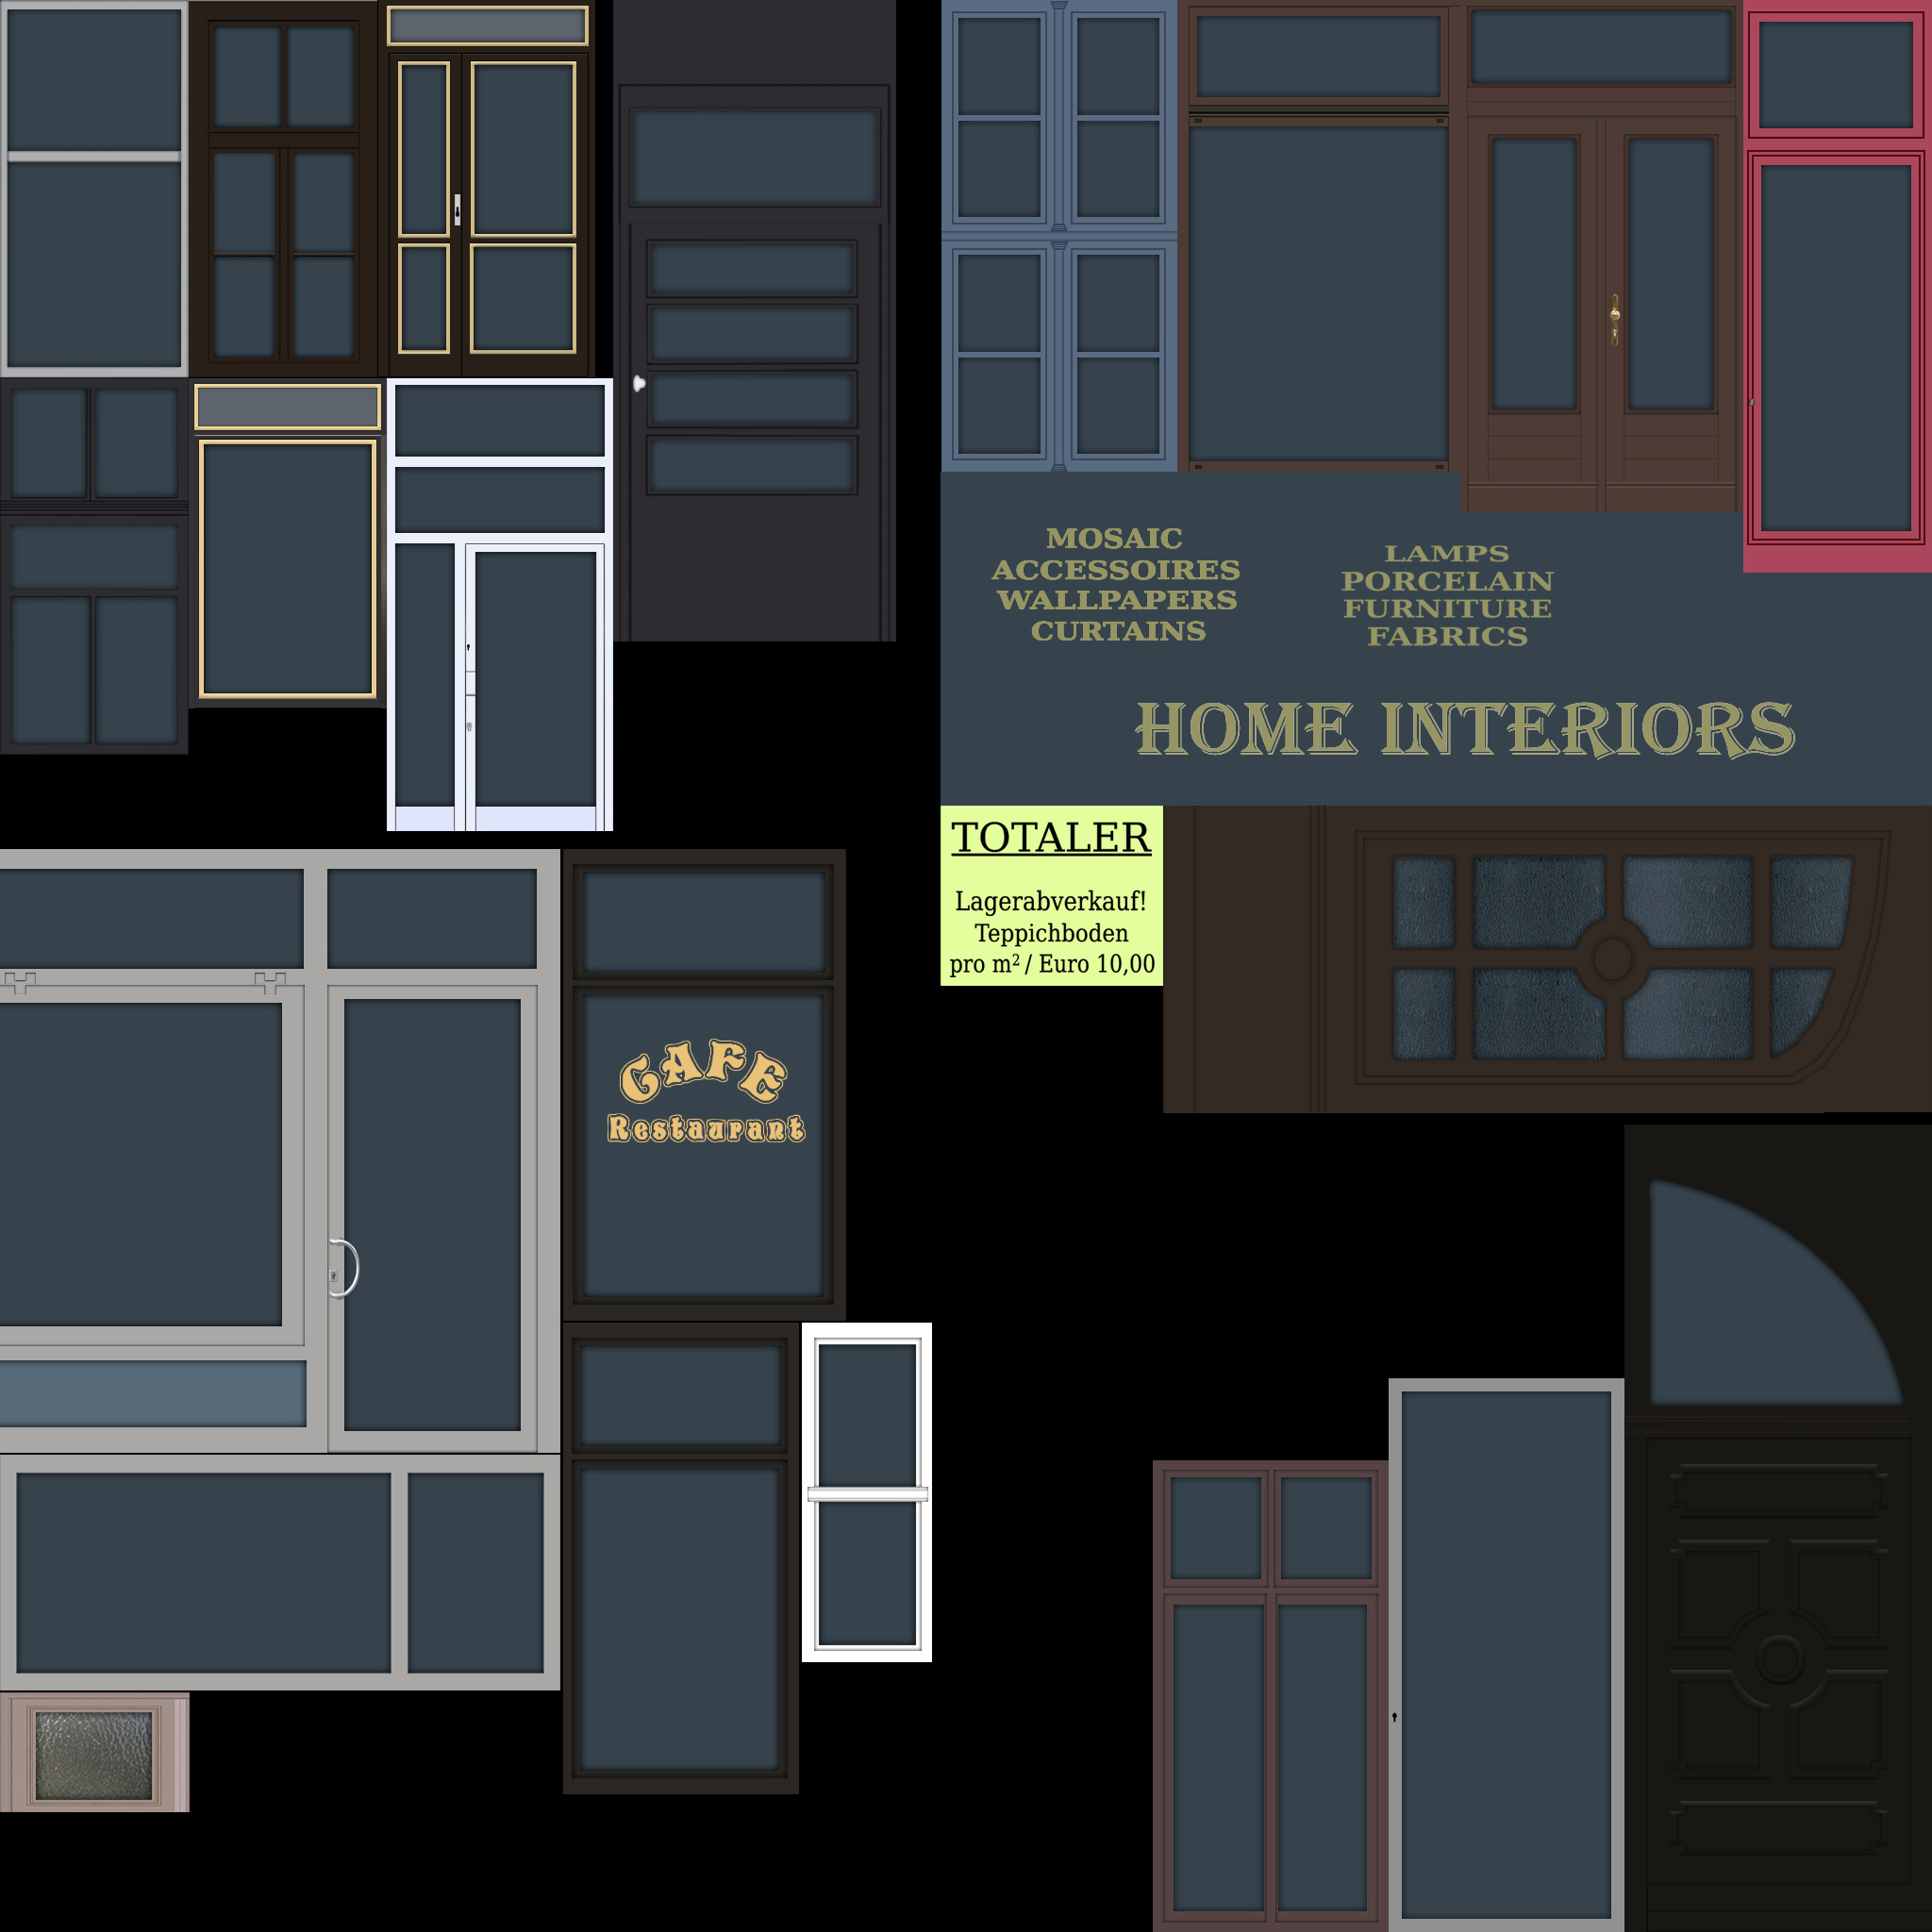 MOSAIC
ACCESSOIRES
WALLPAPERS
CURTAINS
LAMPS
PORCELAIN
FURNITURE
FABRICS
HOME INTERIORS
TOTALER
Lagerabverkauf!
Teppichboden
pro m² / Euro 10,00
CAFE
Restaurant